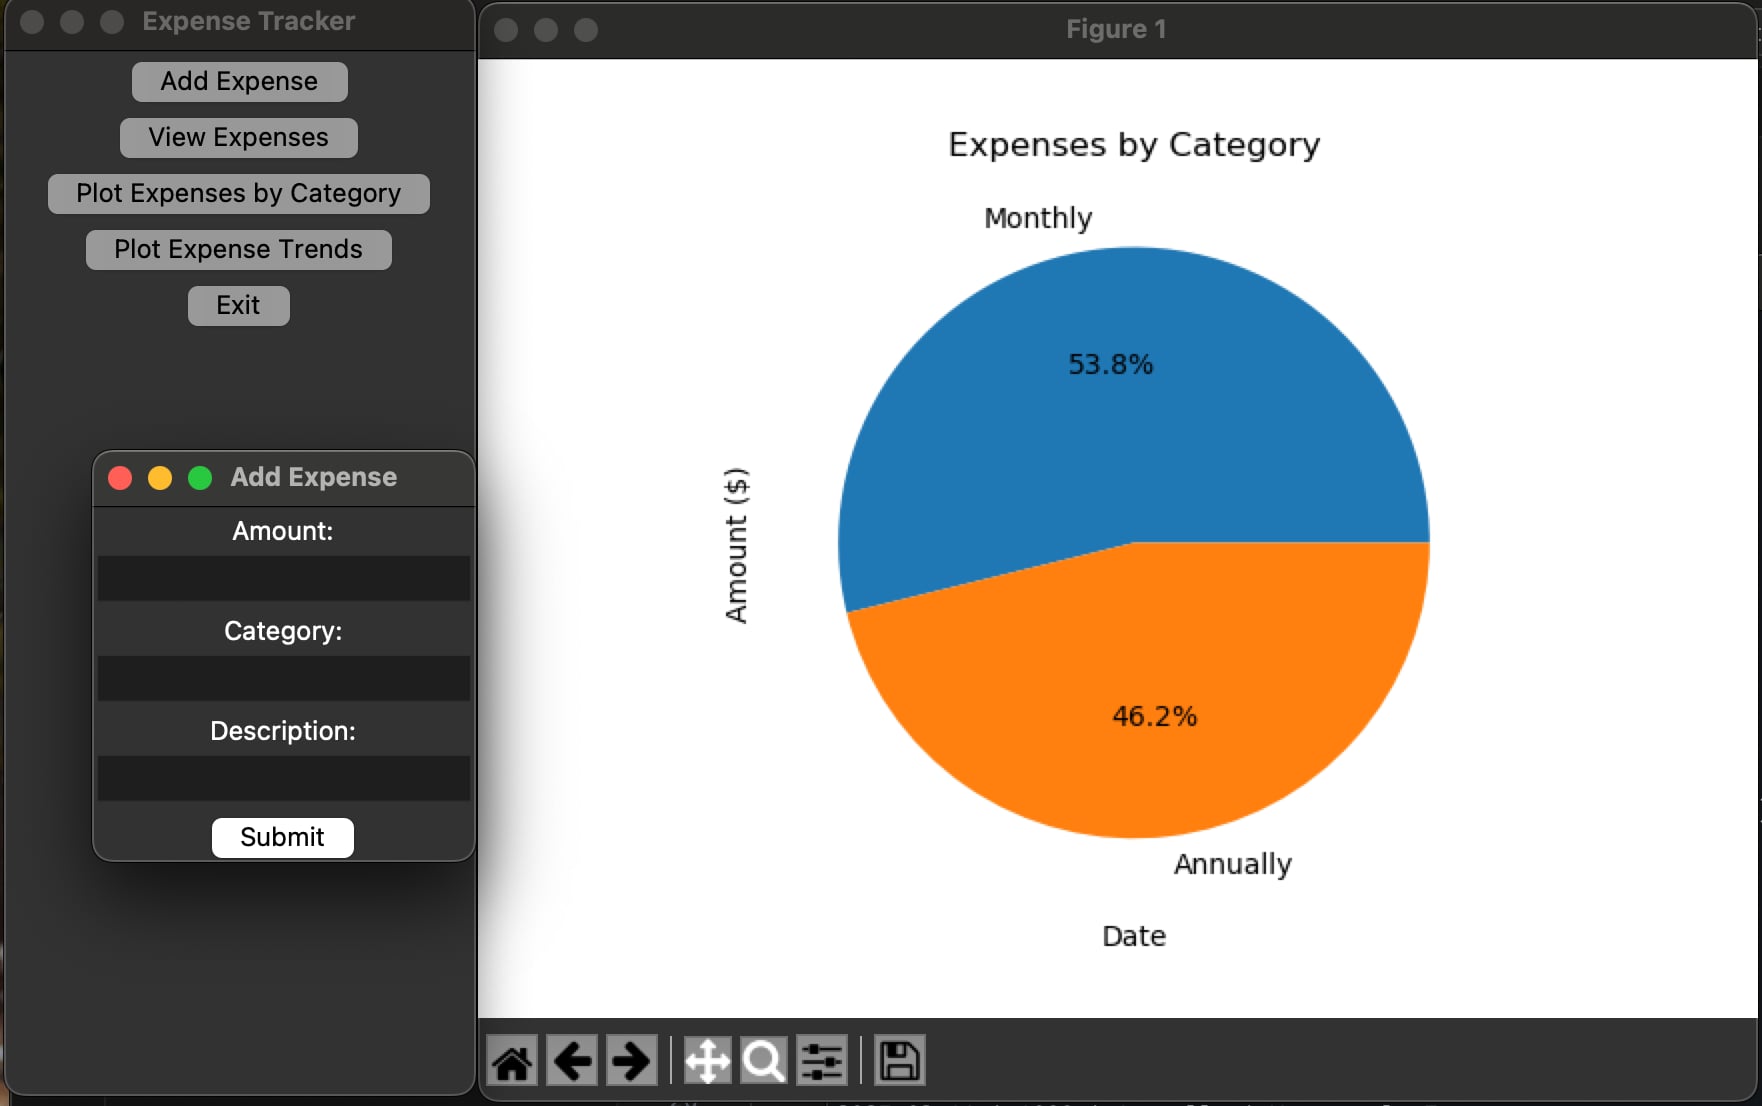 Expense Tracker
Add Expense
View Expenses
Plot Expenses by Category
Plot Expense Trends
Exit
Add Expense
Amount:
Category:
Description:
Submit
Figure 1
Expenses by Category
Monthly
53.8%
Amount ($)
46.2%
Annually
Date